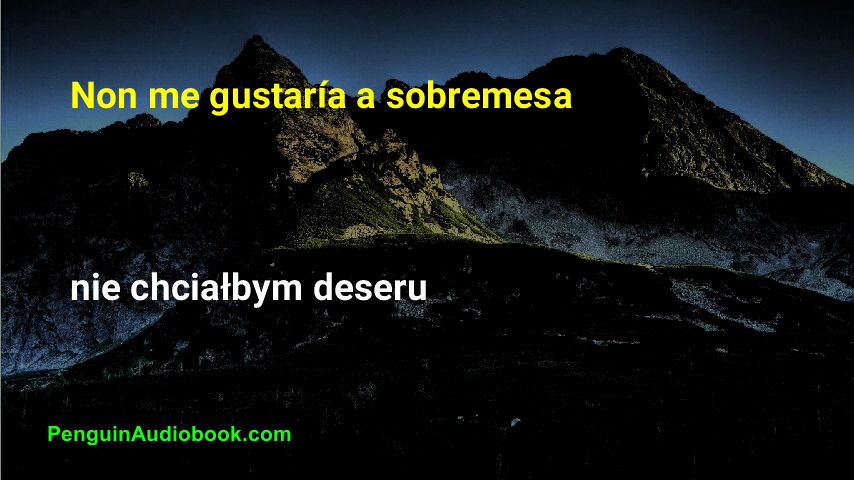 Non me gustaría a sobremesa
nie chciałbym deseru
PenguinAudiobook.com